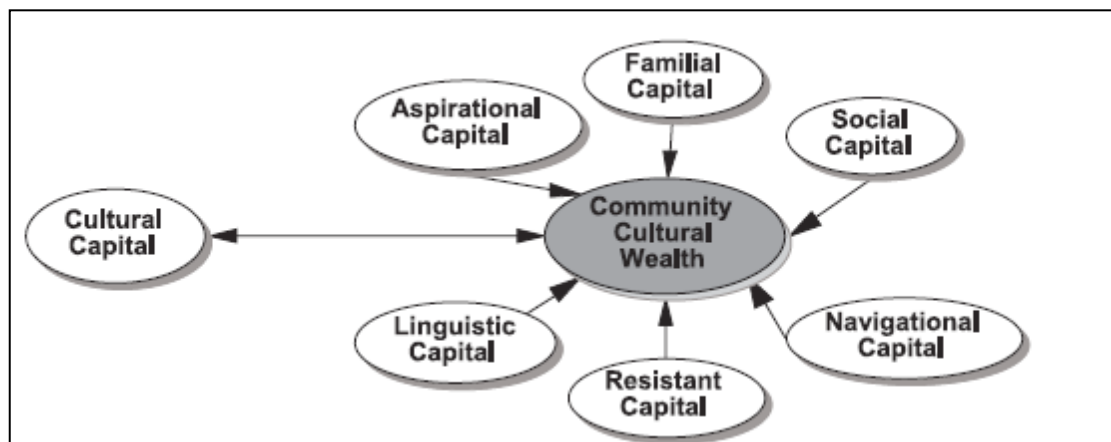 Familial
Capital
Aspirational
Capital
Social
Capital
Cultural
Capital
Community
Cultural
Wealth
Linguistic
Capital
Resistant
Capital
Navigational
Capital